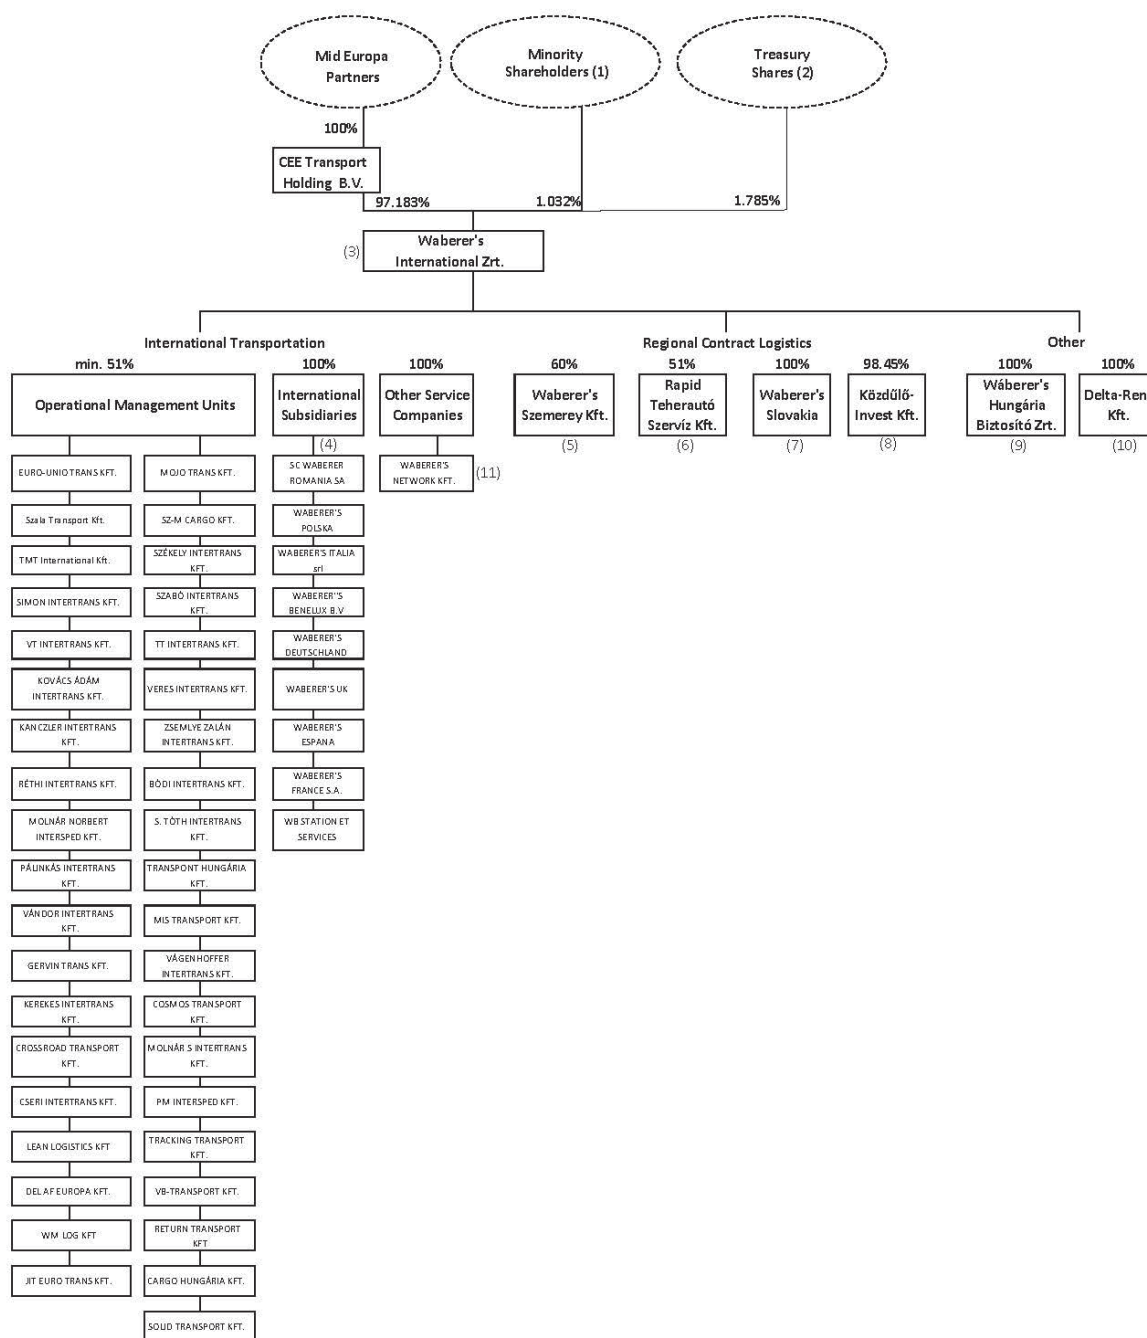 Mid Europa
Partners
Minority
Shareholders (1)
Treasury
Shares (2)
100%
CEE Transport
Holding B.V.
97.183%
1.032%
1.785%
(3)
Waberer's
International Zrt.
International Transportation
Regional Contract Logistics
Other
min. 51%
100%
100%
60%
51%
100%
98.45%
100%
100%
Operational Management Units
International
Subsidiaries
Other Service
Companies
Waberer's
Szemerey Kft.
Rapid
Teherautó
Szervíz Kft.
Waberer's
Slovakia
Közdűlő-
Invest Kft.
Wáberer's
Hungária
Biztosító Zrt.
Delta-Rent
Kft.
(4)
(5)
(6)
(7)
(8)
(9)
(10)
EURO-UNIO TRANS KFT.
MOJO TRANS KFT.
SC WABERER
ROMANIA SA
WABERER'S
NETWORK KFT.
(11)
Szala Transport Kft.
SZ-M CARGO KFT.
WABERER'S
POLSKA
TMT International Kft.
SZÉKELY INTERTRANS
KFT.
WABERER'S ITALIA
srl
SIMON INTERTRANS KFT.
SZABÓ INTERTRANS
KFT.
WABERER'S
BENELUX B.V
VT INTERTRANS KFT.
TT INTERTRANS KFT.
WABERER'S
DEUTSCHLAND
KOVÁCS ÁDÁM
INTERTRANS KFT.
VERES INTERTRANS KFT.
WABERER'S UK
KANCZLER INTERTRANS
KFT.
ZSEMLYE ZALÁN
INTERTRANS KFT.
WABERER'S
ESPANA
RÉTHI INTERTRANS KFT.
BÓDI INTERTRANS KFT.
WABERER'S
FRANCE S.A.
MOLNÁR NORBERT
INTERSPED KFT.
S. TÓTH INTERTRANS
KFT.
WB STATION ET
SERVICES
PÁLINKÁS INTERTRANS
KFT.
TRANSPONT HUNGÁRIA
KFT.
VÁNDOR INTERTRANS
KFT.
MIS TRANSPORT KFT.
GERVIN TRANS KFT.
VÁGENHOFFER
INTERTRANS KFT.
KEREKES INTERTRANS
KFT.
COSMOS TRANSPORT
KFT.
CROSSROAD TRANSPORT
KFT.
MOLNÁR S INTERTRANS
KFT.
CSERI INTERTRANS KFT.
PM INTERSPED KFT.
LEAN LOGISTICS KFT
TRACKING TRANSPORT
KFT.
DELAF EUROPA KFT.
VB-TRANSPORT KFT.
WM LOG KFT
RETURN TRANSPORT
KFT
JIT EURO TRANS KFT.
CARGO HUNGÁRIA KFT.
SOLID TRANSPORT KFT.